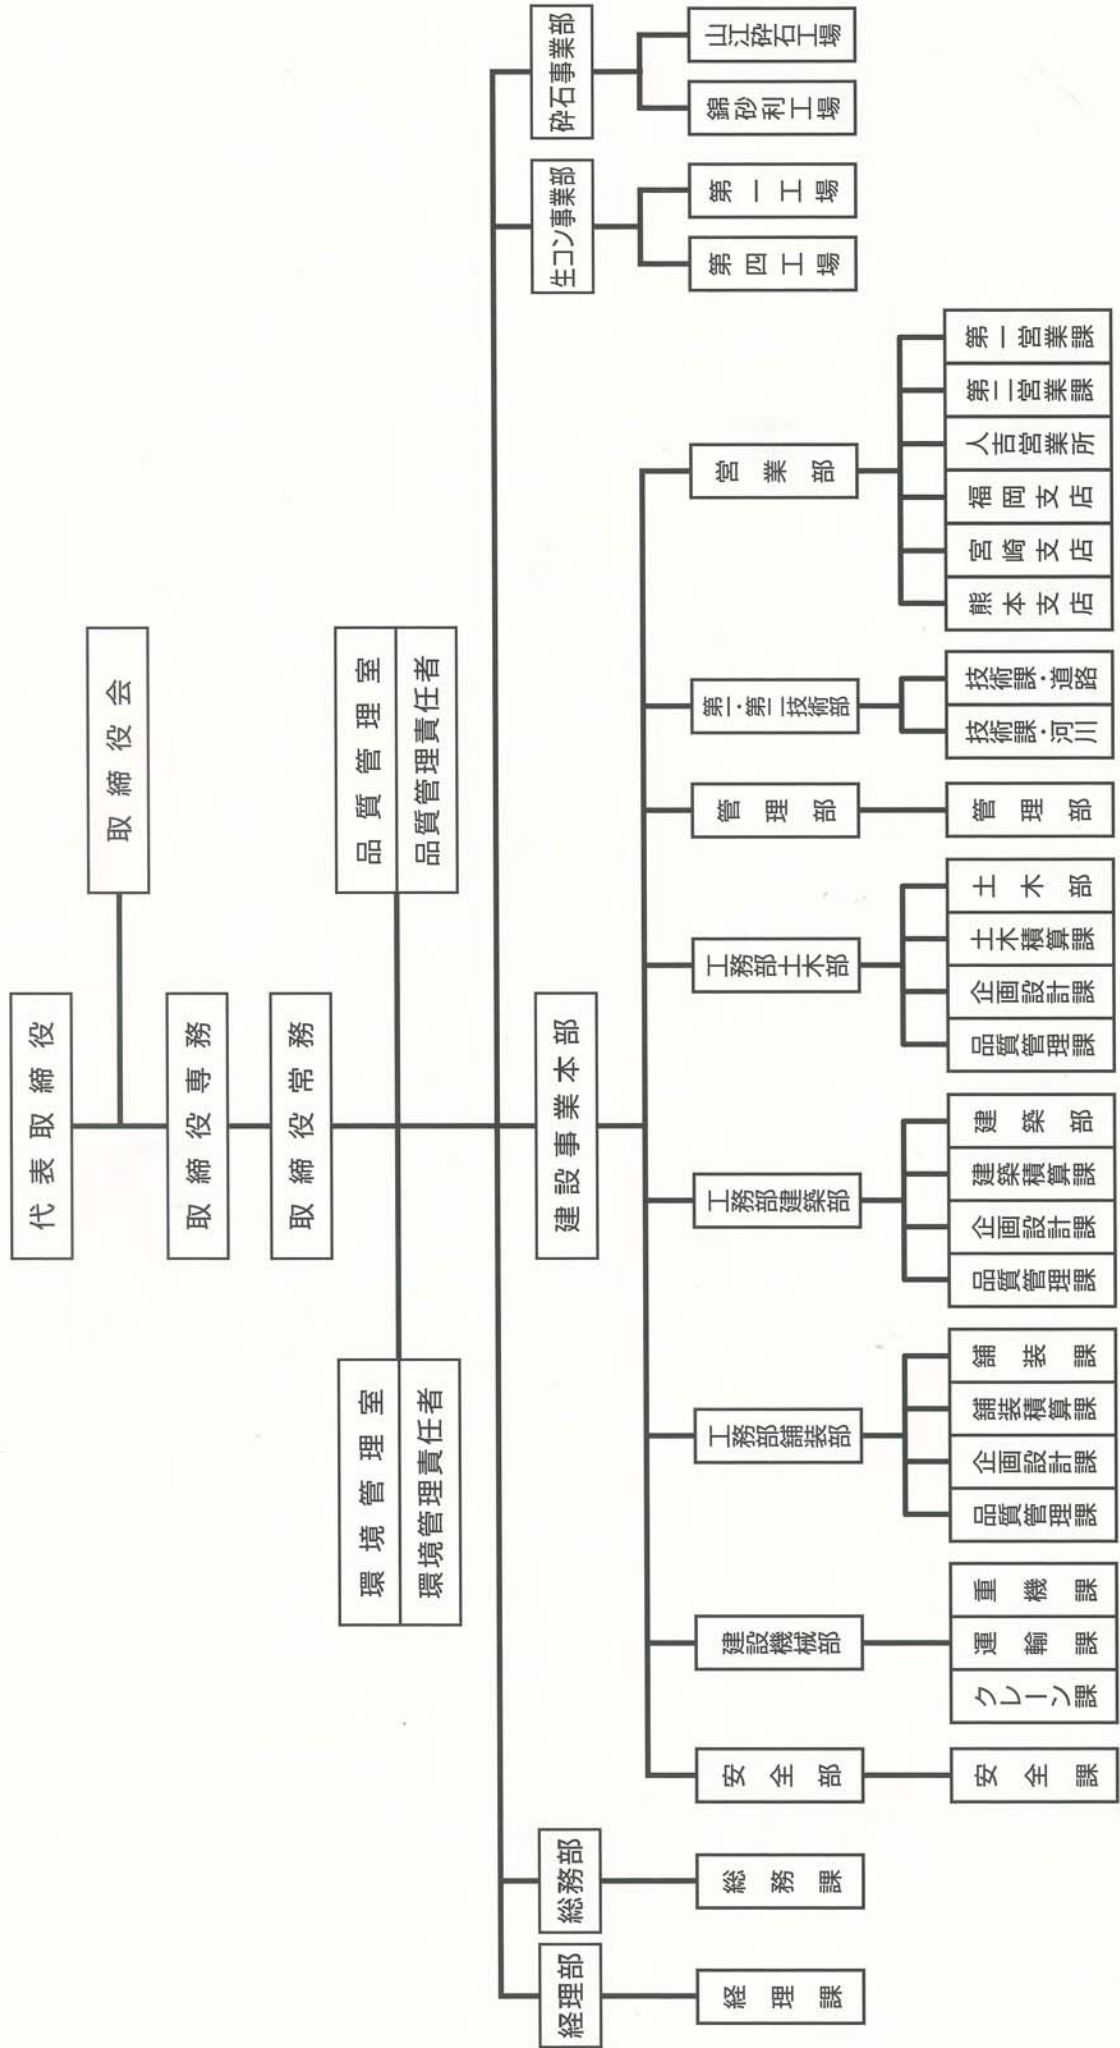 代表取締役
取締役会
取締役専務
取締役常務
環境管理室
環境管理責任者
品質管理室
品質管理責任者
経理部
総務部
建設事業本部
生コン事業部
砕石事業部
経理課
総務課
安全部
建設機械部
工務部舗装部
工務部建築部
工務部土木部
管理部
第一・第二技術部
営業部
第四工場
第一工場
錦砂利工場
山江砕石工場
安全課
クレーン課
運輸課
重機課
品質管理課
企画設計課
舗装積算課
舗装課
品質管理課
企画設計課
建築積算課
建築部
品質管理課
企画設計課
土木積算課
土木部
管理部
技術課・河川
技術課・道路
熊本支店
宮崎支店
福岡支店
人吉営業所
第二営業課
第一営業課